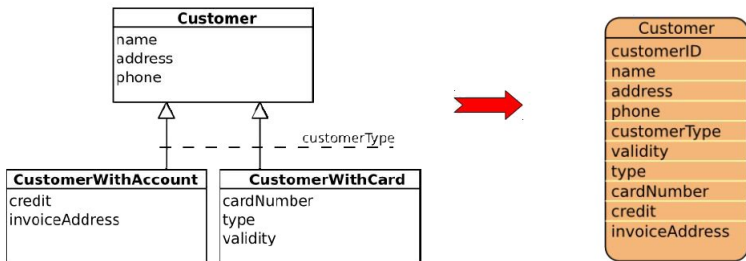 Customer
name
address
phone
customerType
CustomerWithAccount
credit
invoiceAddress
CustomerWithCard
cardNumber
type
validity
Customer
customerID
name
address
phone
customerType
validity
type
cardNumber
credit
invoiceAddress